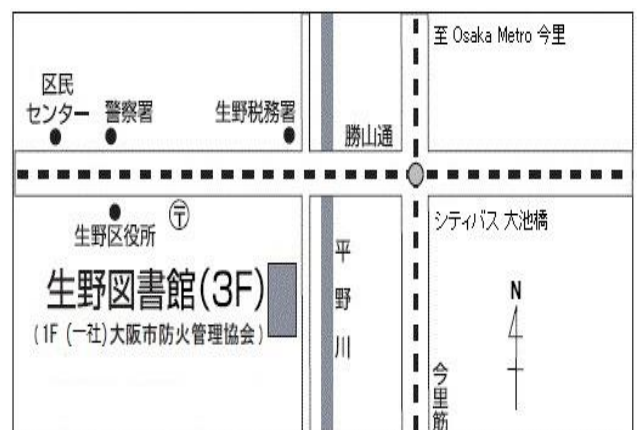 至 Osaka Metro 今里
区民
センター
警察署
生野税務署
勝山通
生野区役所
〒
シティバス 大池橋
生野図書館(3F)
(1F (一社)大阪市防火管理協会)
平野川
N
今里筋